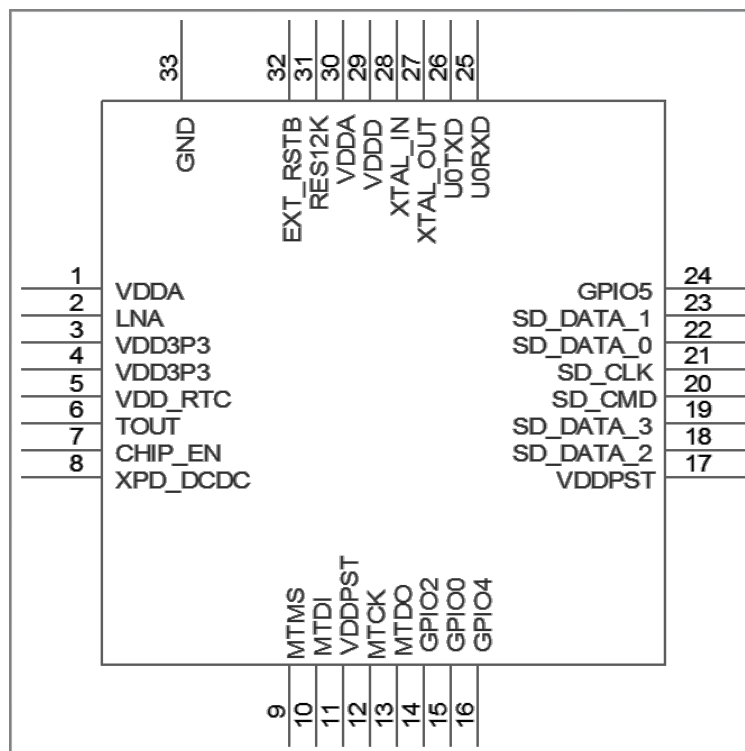 33
32
31
30
29
28
27
26
25
GND
EXT_RSTB
RES12K
VDDA
VDDD
XTAL_IN
XTAL_OUT
U0TXD
U0RXD
1 VDDA
2 LNA
3 VDD3P3
4 VDD3P3
5 VDD_RTC
6 TOUT
7 CHIP_EN
8 XPD_DCDC
GPIO5 24
SD_DATA_1 23
SD_DATA_0 22
SD_CLK 21
SD_CMD 20
SD_DATA_3 19
SD_DATA_2 18
VDDPST 17
MTMS
MTDI
VDDPST
MTCK
MTDO
GPIO2
GPIO0
GPIO4
9
10
11
12
13
14
15
16